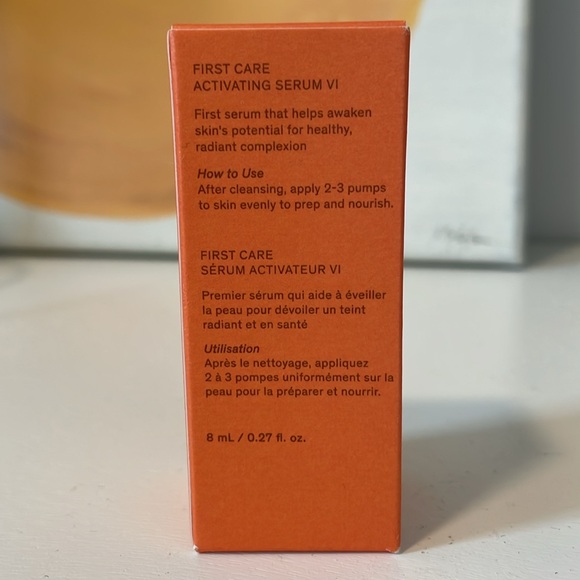 FIRST CARE
ACTIVATING SERUM VI
First serum that helps awaken
skin's potential for healthy,
radiant complexion
How to Use
After cleansing, apply 2-3 pumps
to skin evenly to prep and nourish.
FIRST CARE
SÉRUM ACTIVATEUR VI
Premier sérum qui aide à éveiller
la peau pour dévoiler un teint
radiant et en santé
Utilisation
Après le nettoyage, appliquez
2 à 3 pompes uniformément sur la
peau pour la préparer et nourrir.
8 mL / 0.27 fl. oz.